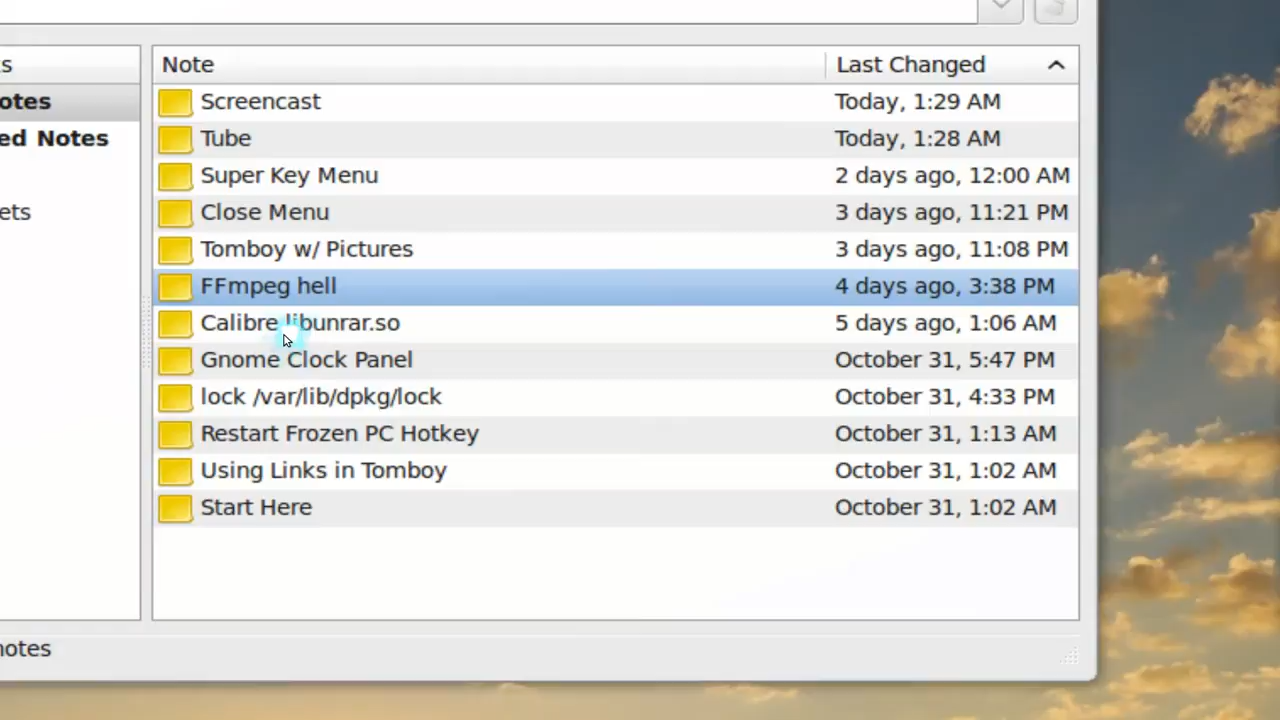 s
Note
Last Changed
otes
Screencast
Today, 1:29 AM
ed Notes
Tube
Today, 1:28 AM
Super Key Menu
2 days ago, 12:00 AM
ets
Close Menu
3 days ago, 11:21 PM
Tomboy w/ Pictures
3 days ago, 11:08 PM
FFmpeg hell
4 days ago, 3:38 PM
Calibre libunrar.so
5 days ago, 1:06 AM
Gnome Clock Panel
October 31, 5:47 PM
lock /var/lib/dpkg/lock
October 31, 4:33 PM
Restart Frozen PC Hotkey
October 31, 1:13 AM
Using Links in Tomboy
October 31, 1:02 AM
Start Here
October 31, 1:02 AM
notes